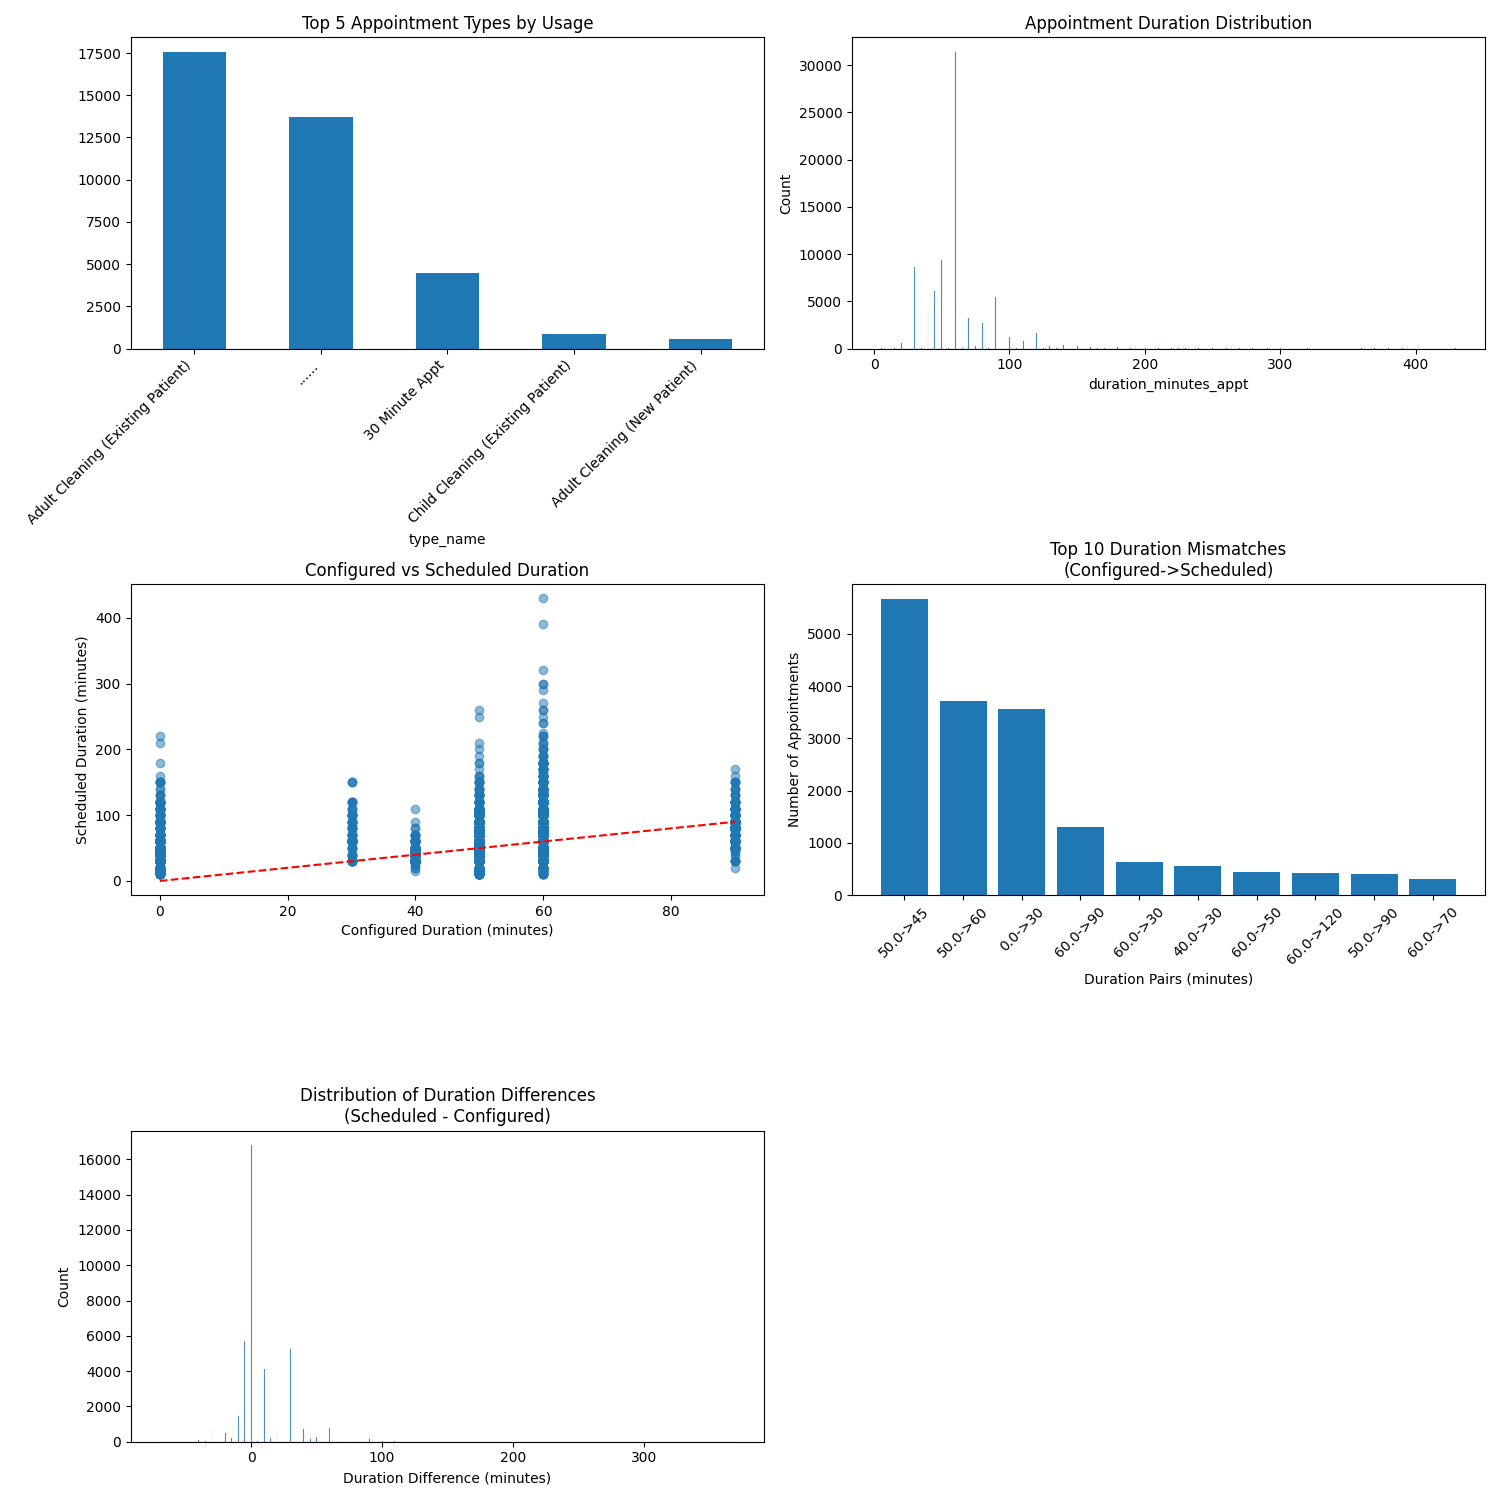 Top 5 Appointment Types by Usage
17500
15000
12500
10000
7500
5000
2500
0
Adult Cleaning (Existing Patient)
......
30 Minute Appt
Child Cleaning (Existing Patient)
Adult Cleaning (New Patient)
type_name
Appointment Duration Distribution
Count
30000
25000
20000
15000
10000
5000
0
0 100 200 300 400
duration_minutes_appt
Configured vs Scheduled Duration
Scheduled Duration (minutes)
400
300
200
100
0
0 20 40 60 80
Configured Duration (minutes)
Top 10 Duration Mismatches
(Configured->Scheduled)
Number of Appointments
5000
4000
3000
2000
1000
0
50.0->45
50.0->60
0.0->30
60.0->90
60.0->30
40.0->30
60.0->50
60.0->120
50.0->90
60.0->70
Duration Pairs (minutes)
Distribution of Duration Differences
(Scheduled - Configured)
Count
16000
14000
12000
10000
8000
6000
4000
2000
0
0 100 200 300
Duration Difference (minutes)